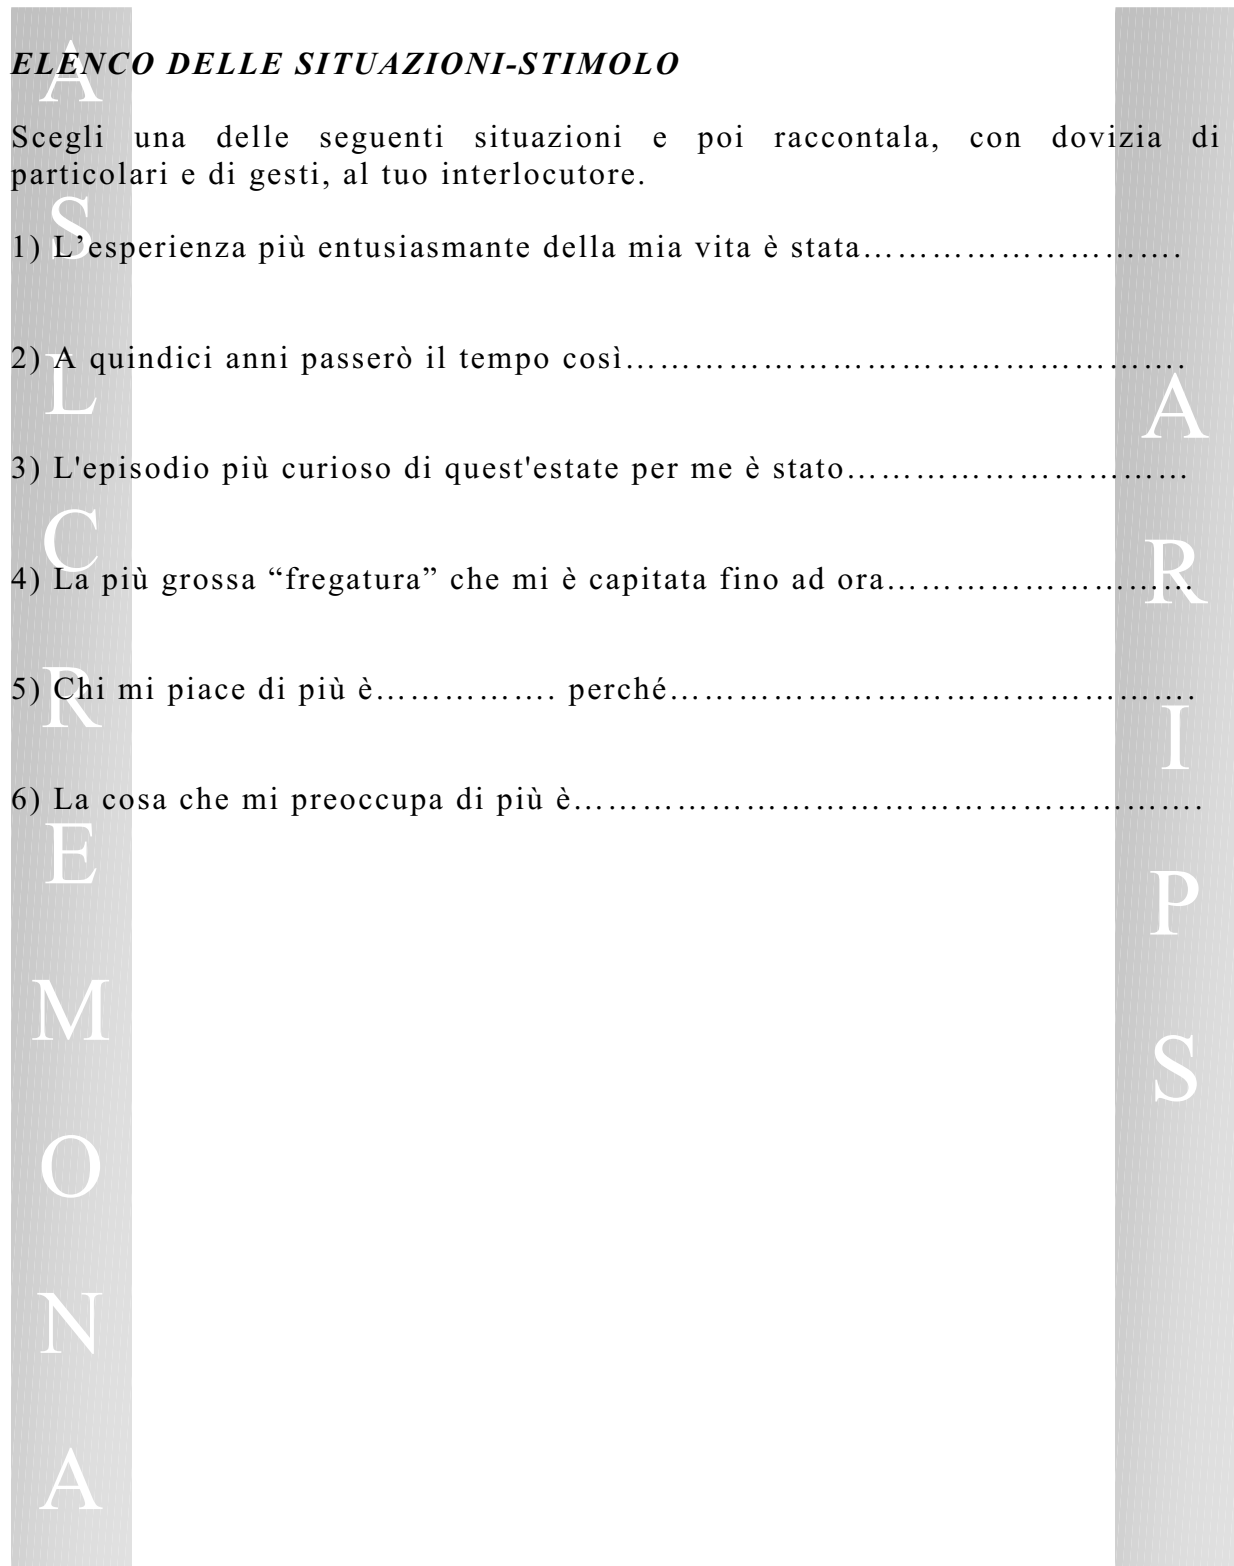 ELENCO DELLE SITUAZIONI-STIMOLO
Scegli una delle seguenti situazioni e poi raccontala, con dovizia di
particolari e di gesti, al tuo interlocutore.
1) L’esperienza più entusiasmante della mia vita è stata……………………….
2) A quindici anni passerò il tempo così………………………………………….
3) L'episodio più curioso di quest'estate per me è stato…………………………
4) La più grossa “fregatura” che mi è capitata fino ad ora………………………
5) Chi mi piace di più è……………. perché……………………………………….
6) La cosa che mi preoccupa di più è……………………………………………….
A
S
L
C
R
E
M
O
N
A
A
R
I
P
S